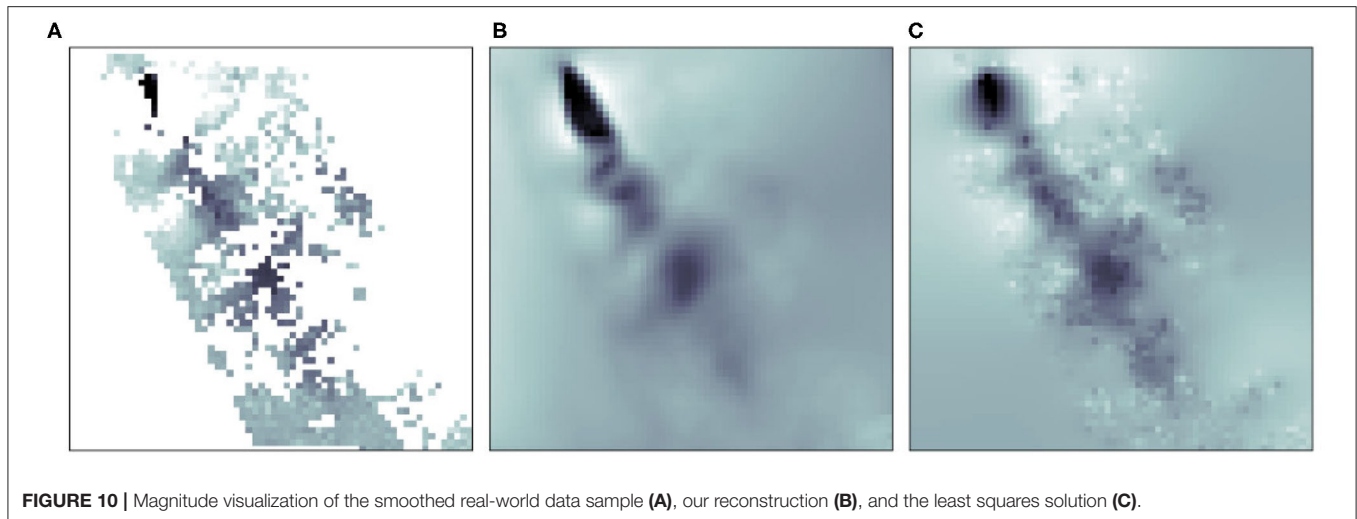 A
B
C
FIGURE 10 | Magnitude visualization of the smoothed real-world data sample (A), our reconstruction (B), and the least squares solution (C).